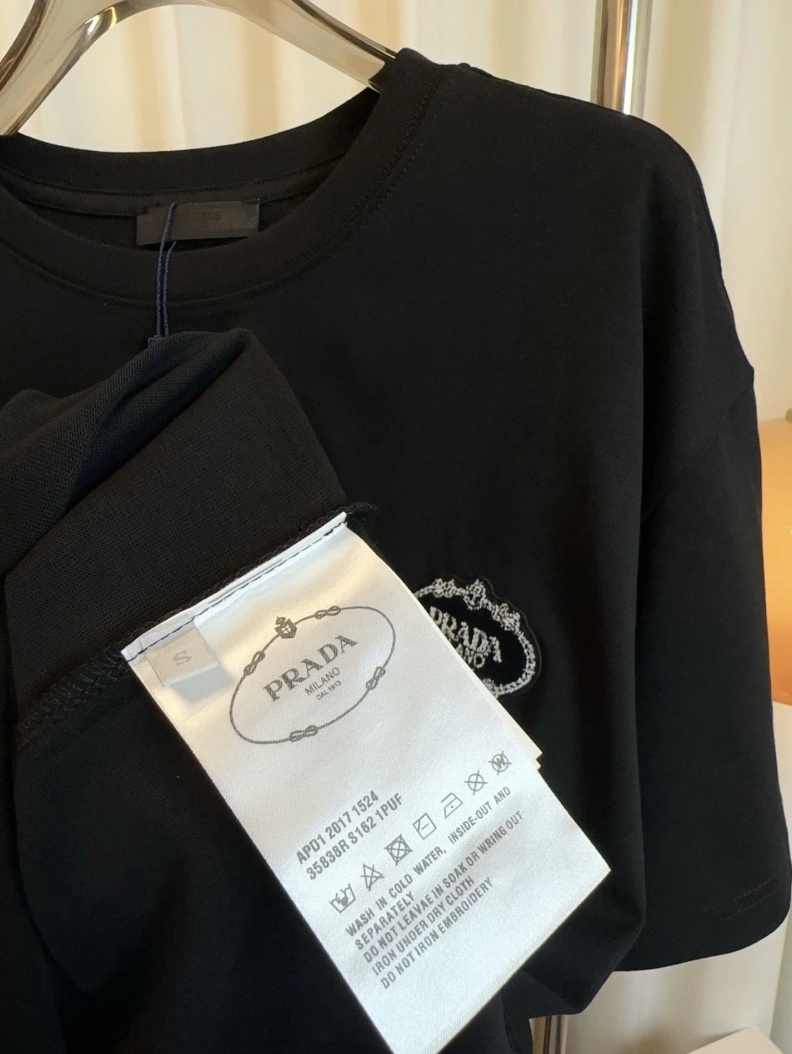 S
PRADA
MILANO
DAL 1913
PRADA
APD1 2017 1524
35838R S162 1PUF
WASH IN COLD WATER, INSIDE-OUT AND
SEPARATELY
DO NOT LEAVAE IN SOAK OR WRING OUT
IRON UNDER DRY CLOTH
DO NOT IRON EMBROIDERY